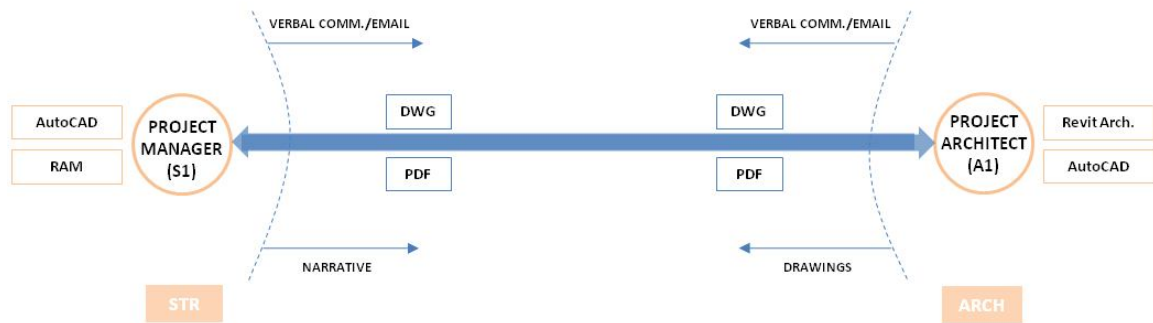 VERBAL COMM./EMAIL
VERBAL COMM./EMAIL
AutoCAD
RAM
PROJECT
MANAGER
(S1)
DWG
PDF
DWG
PDF
PROJECT
ARCHITECT
(A1)
Revit Arch.
AutoCAD
NARRATIVE
DRAWINGS
STR
ARCH